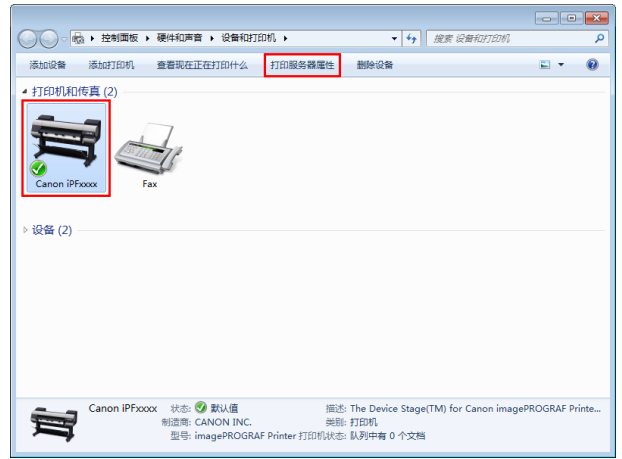 控制面板 硬件和声音 设备和打印机 搜索 设备和打印机
添加设备 添加打印机 查看现在正在打印什么 打印服务器属性 删除设备
打印机和传真 (2)
Canon iPFxxxx Fax
设备 (2)
Canon iPFxxxx 状态: 默认值 描述: The Device Stage(TM) for Canon imagePROGRAF Printe...
制造商: CANON INC. 类别: 打印机
型号: imagePROGRAF Printer 打印机状态: 队列中有 0 个文档